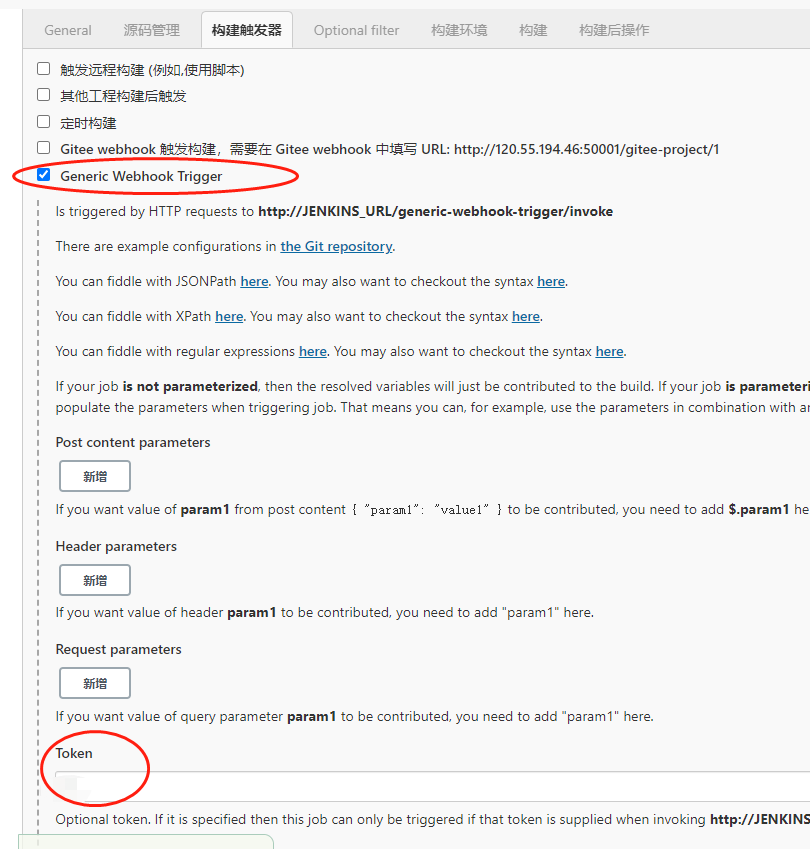 General 源码管理 构建触发器 Optional filter 构建环境 构建 构建后操作
触发远程构建 (例如,使用脚本)
其他工程构建后触发
定时构建
Gitee webhook 触发构建，需要在 Gitee webhook 中填写 URL: http://120.55.194.46:50001/gitee-project/1
Generic Webhook Trigger
Is triggered by HTTP requests to http://JENKINS_URL/generic-webhook-trigger/invoke
There are example configurations in the Git repository.
You can fiddle with JSONPath here. You may also want to checkout the syntax here.
You can fiddle with XPath here. You may also want to checkout the syntax here.
You can fiddle with regular expressions here. You may also want to checkout the syntax here.
If your job is not parameterized, then the resolved variables will just be contributed to the build. If your job is parameteri
populate the parameters when triggering job. That means you can, for example, use the parameters in combination with an
Post content parameters
新增
If you want value of param1 from post content { "param1": "value1" } to be contributed, you need to add $.param1 he
Header parameters
新增
If you want value of header param1 to be contributed, you need to add "param1" here.
Request parameters
新增
If you want value of query parameter param1 to be contributed, you need to add "param1" here.
Token
Optional token. If it is specified then this job can only be triggered if that token is supplied when invoking http://JENKINS